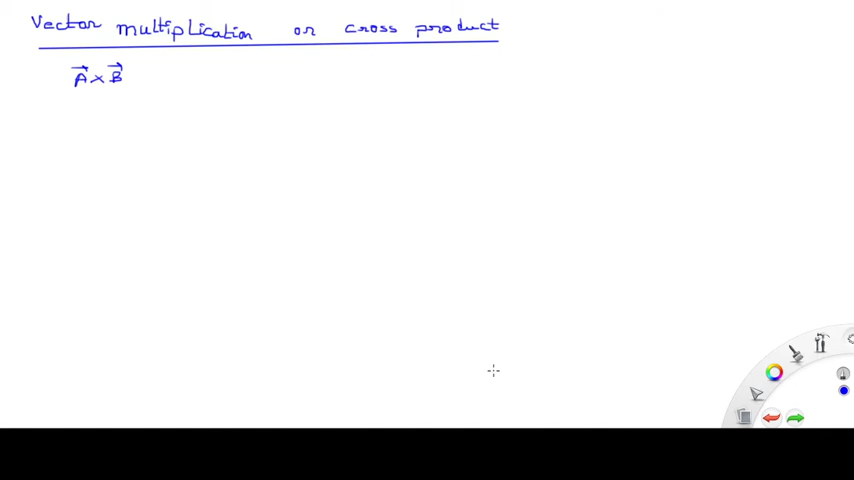 Vector multiplication or cross product
A⃗ × B⃗